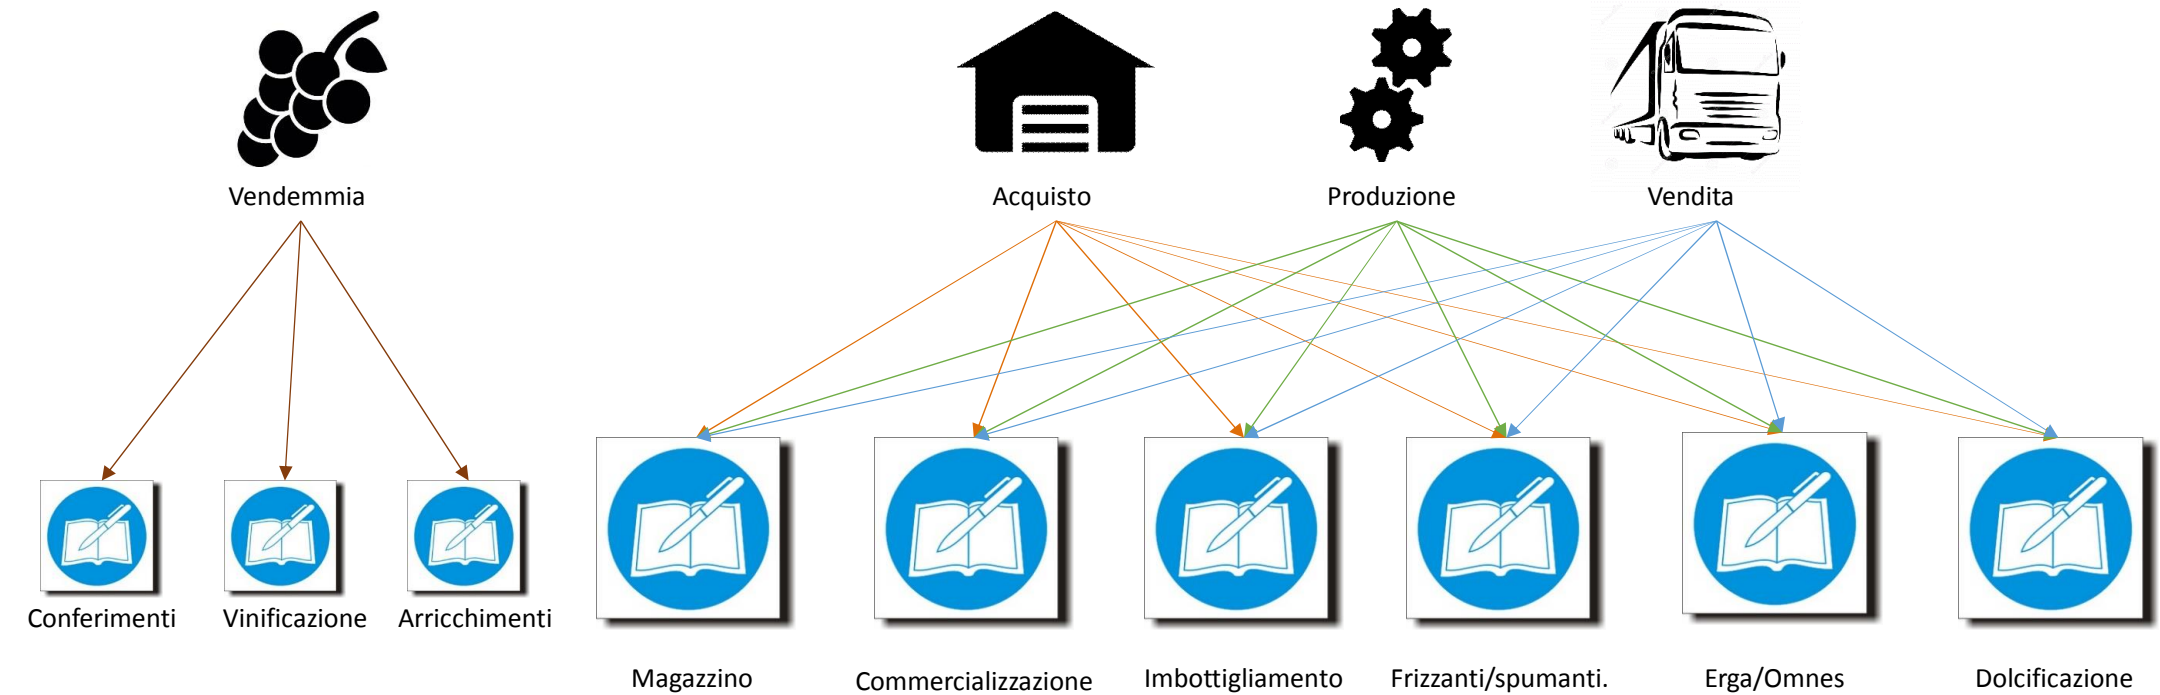 Vendemmia
Acquisto
Produzione
Vendita
Conferimenti
Vinificazione
Arricchimenti
Magazzino
Commercializzazione
Imbottigliamento
Frizzanti/spumanti.
Erga/Omnes
Dolcificazione